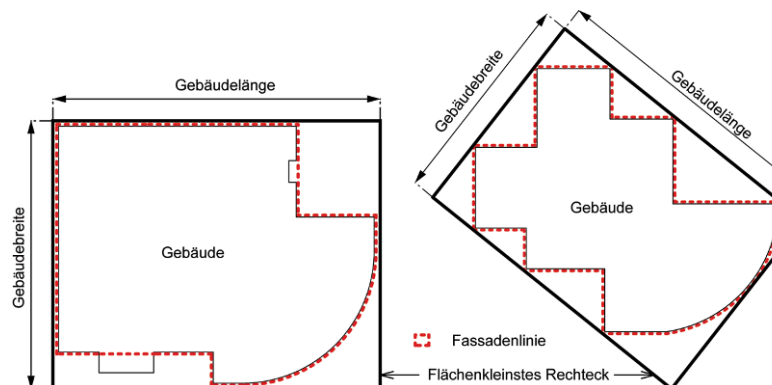 Gebäudelänge
Gebäudebreite
Gebäude
Gebäudebreite
Gebäudelänge
Gebäude
Fassadenlinie
Flächenkleinstes Rechteck